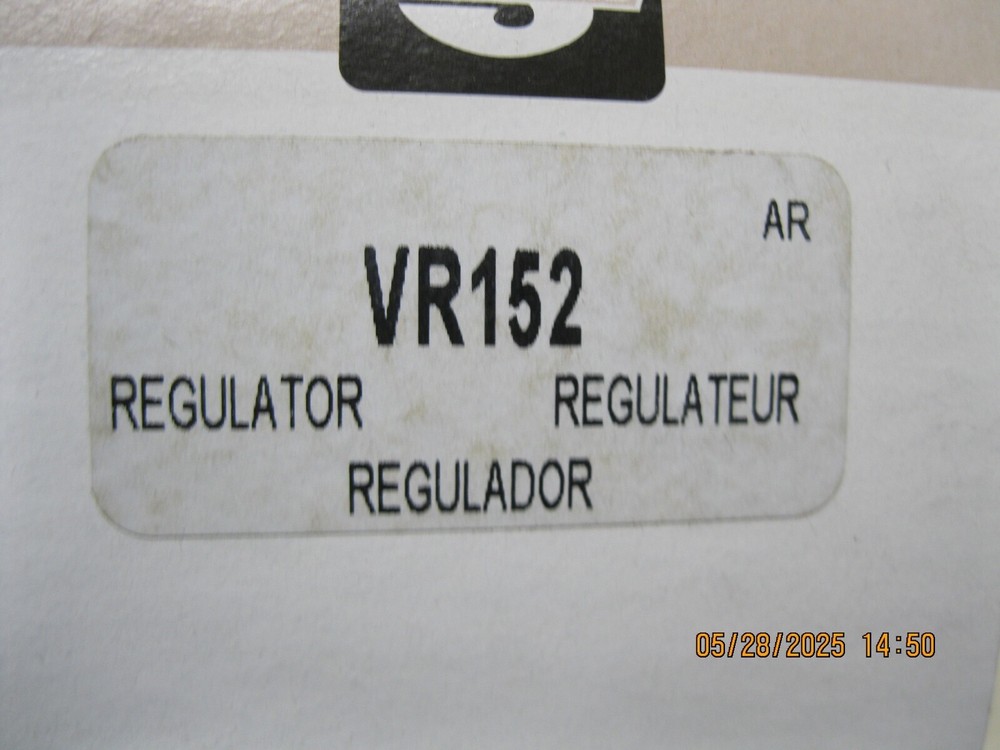 AR
VR152
REGULATOR REGULATEUR
REGULADOR
05/28/2025 14:50